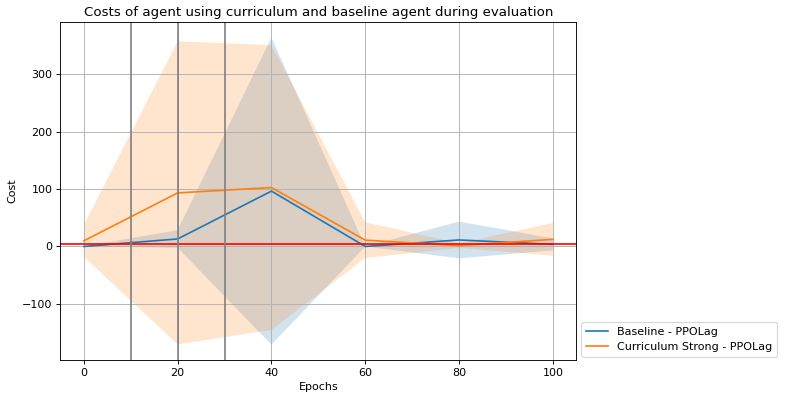 Costs of agent using curriculum and baseline agent during evaluation
Cost
300
200
100
0
−100
0 20 40 60 80 100
Epochs
Baseline - PPOLag
Curriculum Strong - PPOLag